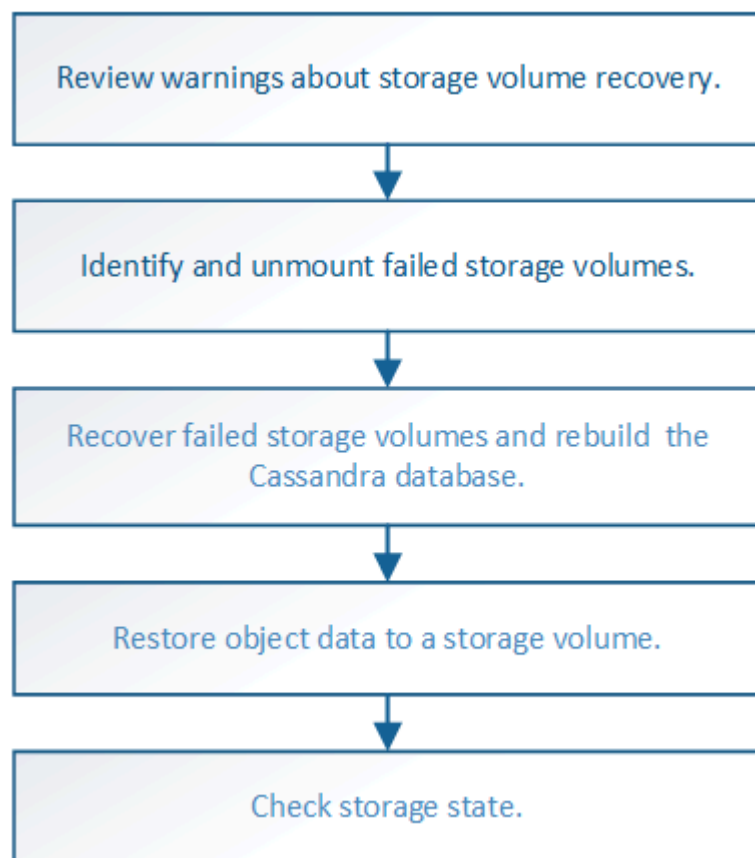 Review warnings about storage volume recovery.
Identify and unmount failed storage volumes.
Recover failed storage volumes and rebuild the
Cassandra database.
Restore object data to a storage volume.
Check storage state.